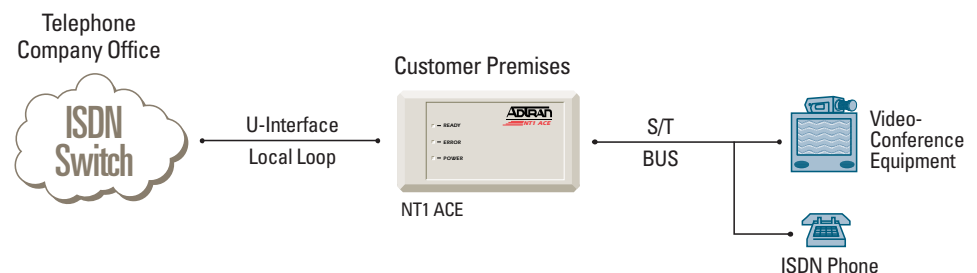 Telephone
Company Office
ISDN
Switch
U-Interface
Local Loop
Customer Premises
ADTRAN
NT1 ACE
READY
ERROR
POWER
NT1 ACE
S/T
BUS
Video-
Conference
Equipment
ISDN Phone